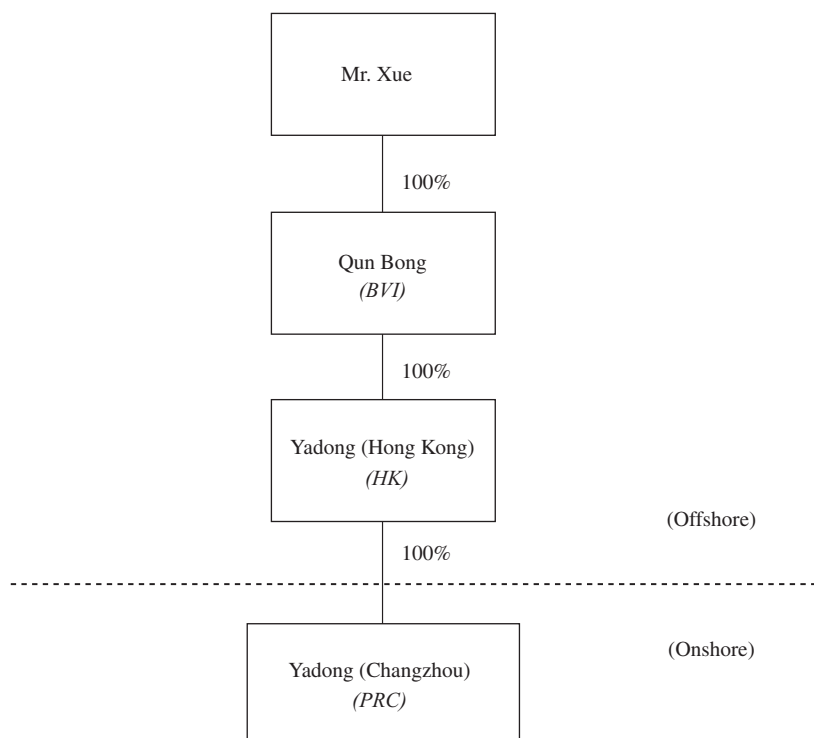 Mr. Xue
100%
Qun Bong
(BVI)
100%
Yadong (Hong Kong)
(HK)
(Offshore)
100%
(Onshore)
Yadong (Changzhou)
(PRC)